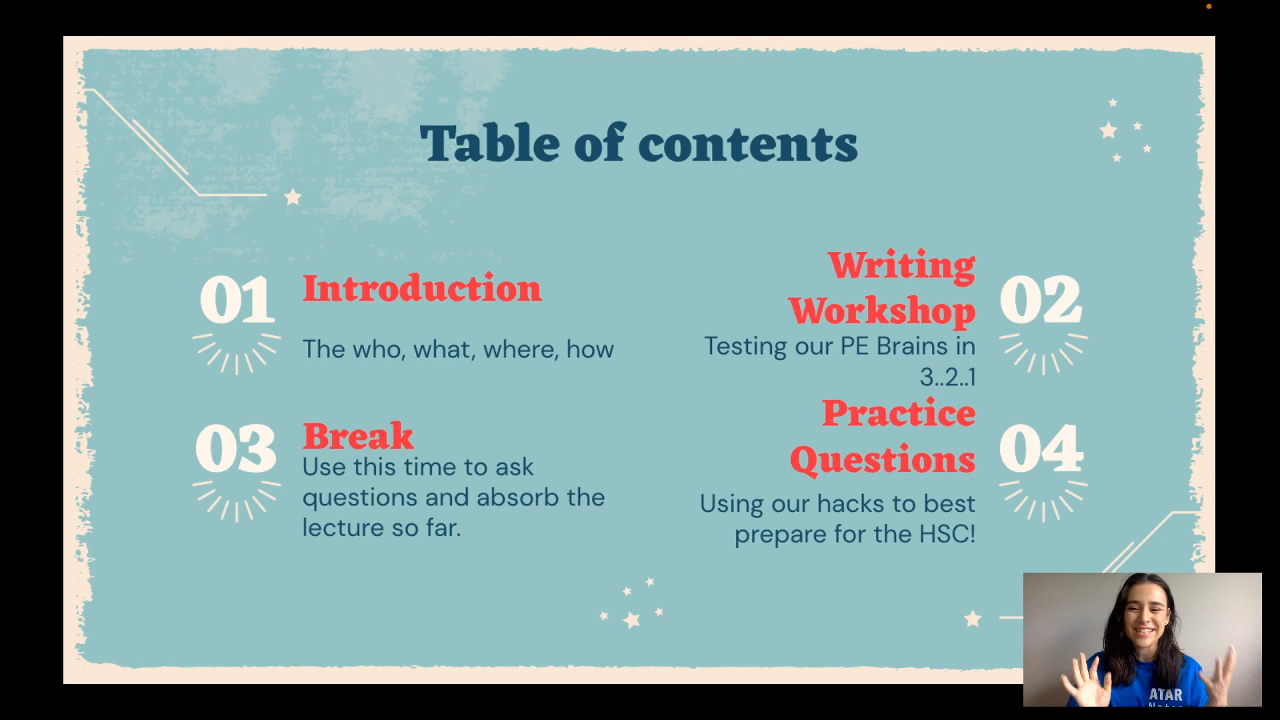 Table of contents
01
Introduction
The who, what, where, how
Writing
Workshop
02
Testing our PE Brains in
3..2..1
03
Break
Use this time to ask
questions and absorb the
lecture so far.
Practice
Questions
04
Using our hacks to best
prepare for the HSC!
ATAR
Notes